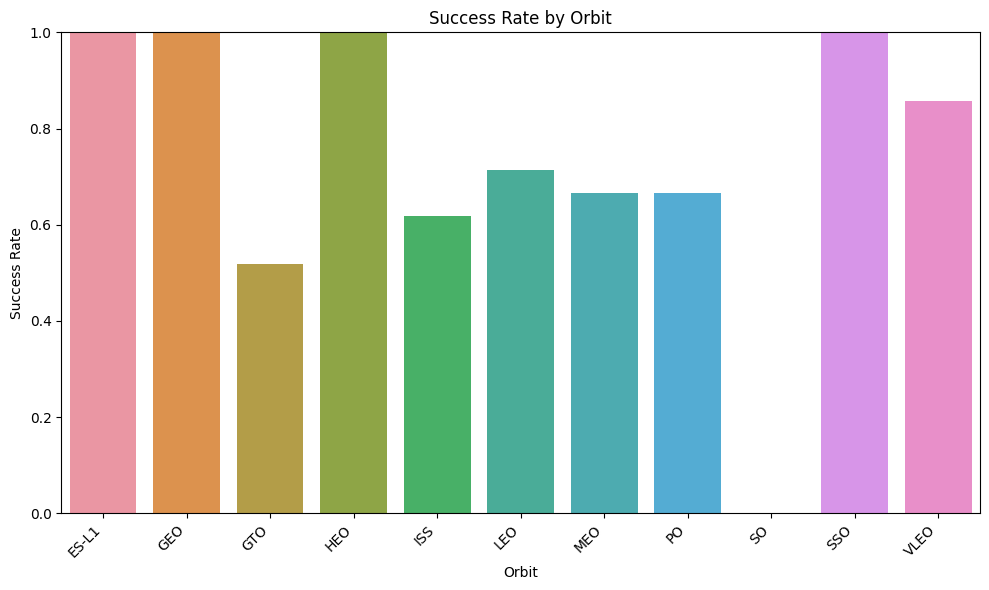 Success Rate by Orbit
1.0
0.8
0.6
0.4
0.2
0.0
Success Rate
ES-L1
GEO
GTO
HEO
ISS
LEO
MEO
PO
SO
SSO
VLEO
Orbit